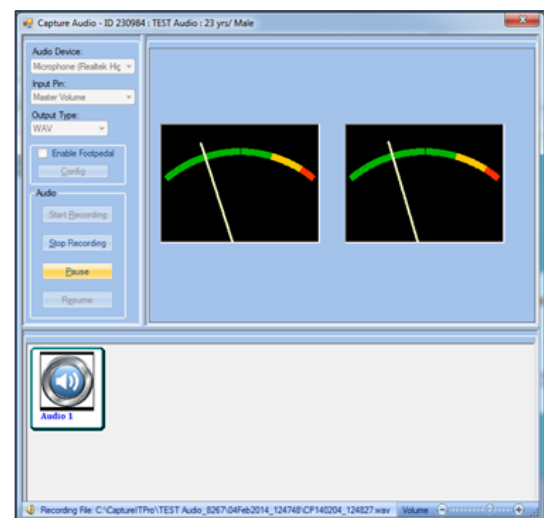 Capture Audio - ID 230984 : TEST Audio : 23 yrs/ Male
Audio Device:
Microphone (Realtek Hig
Input Pin:
Master Volume
Output Type:
WAV
Enable Footpedal
Config
Audio
Start Recording
Stop Recording
Pause
Resume
Audio 1
Recording File: C:\CaptureITPro\TEST Audio_8267\04Feb2014_124748\CP140204_124827.wav
Volume